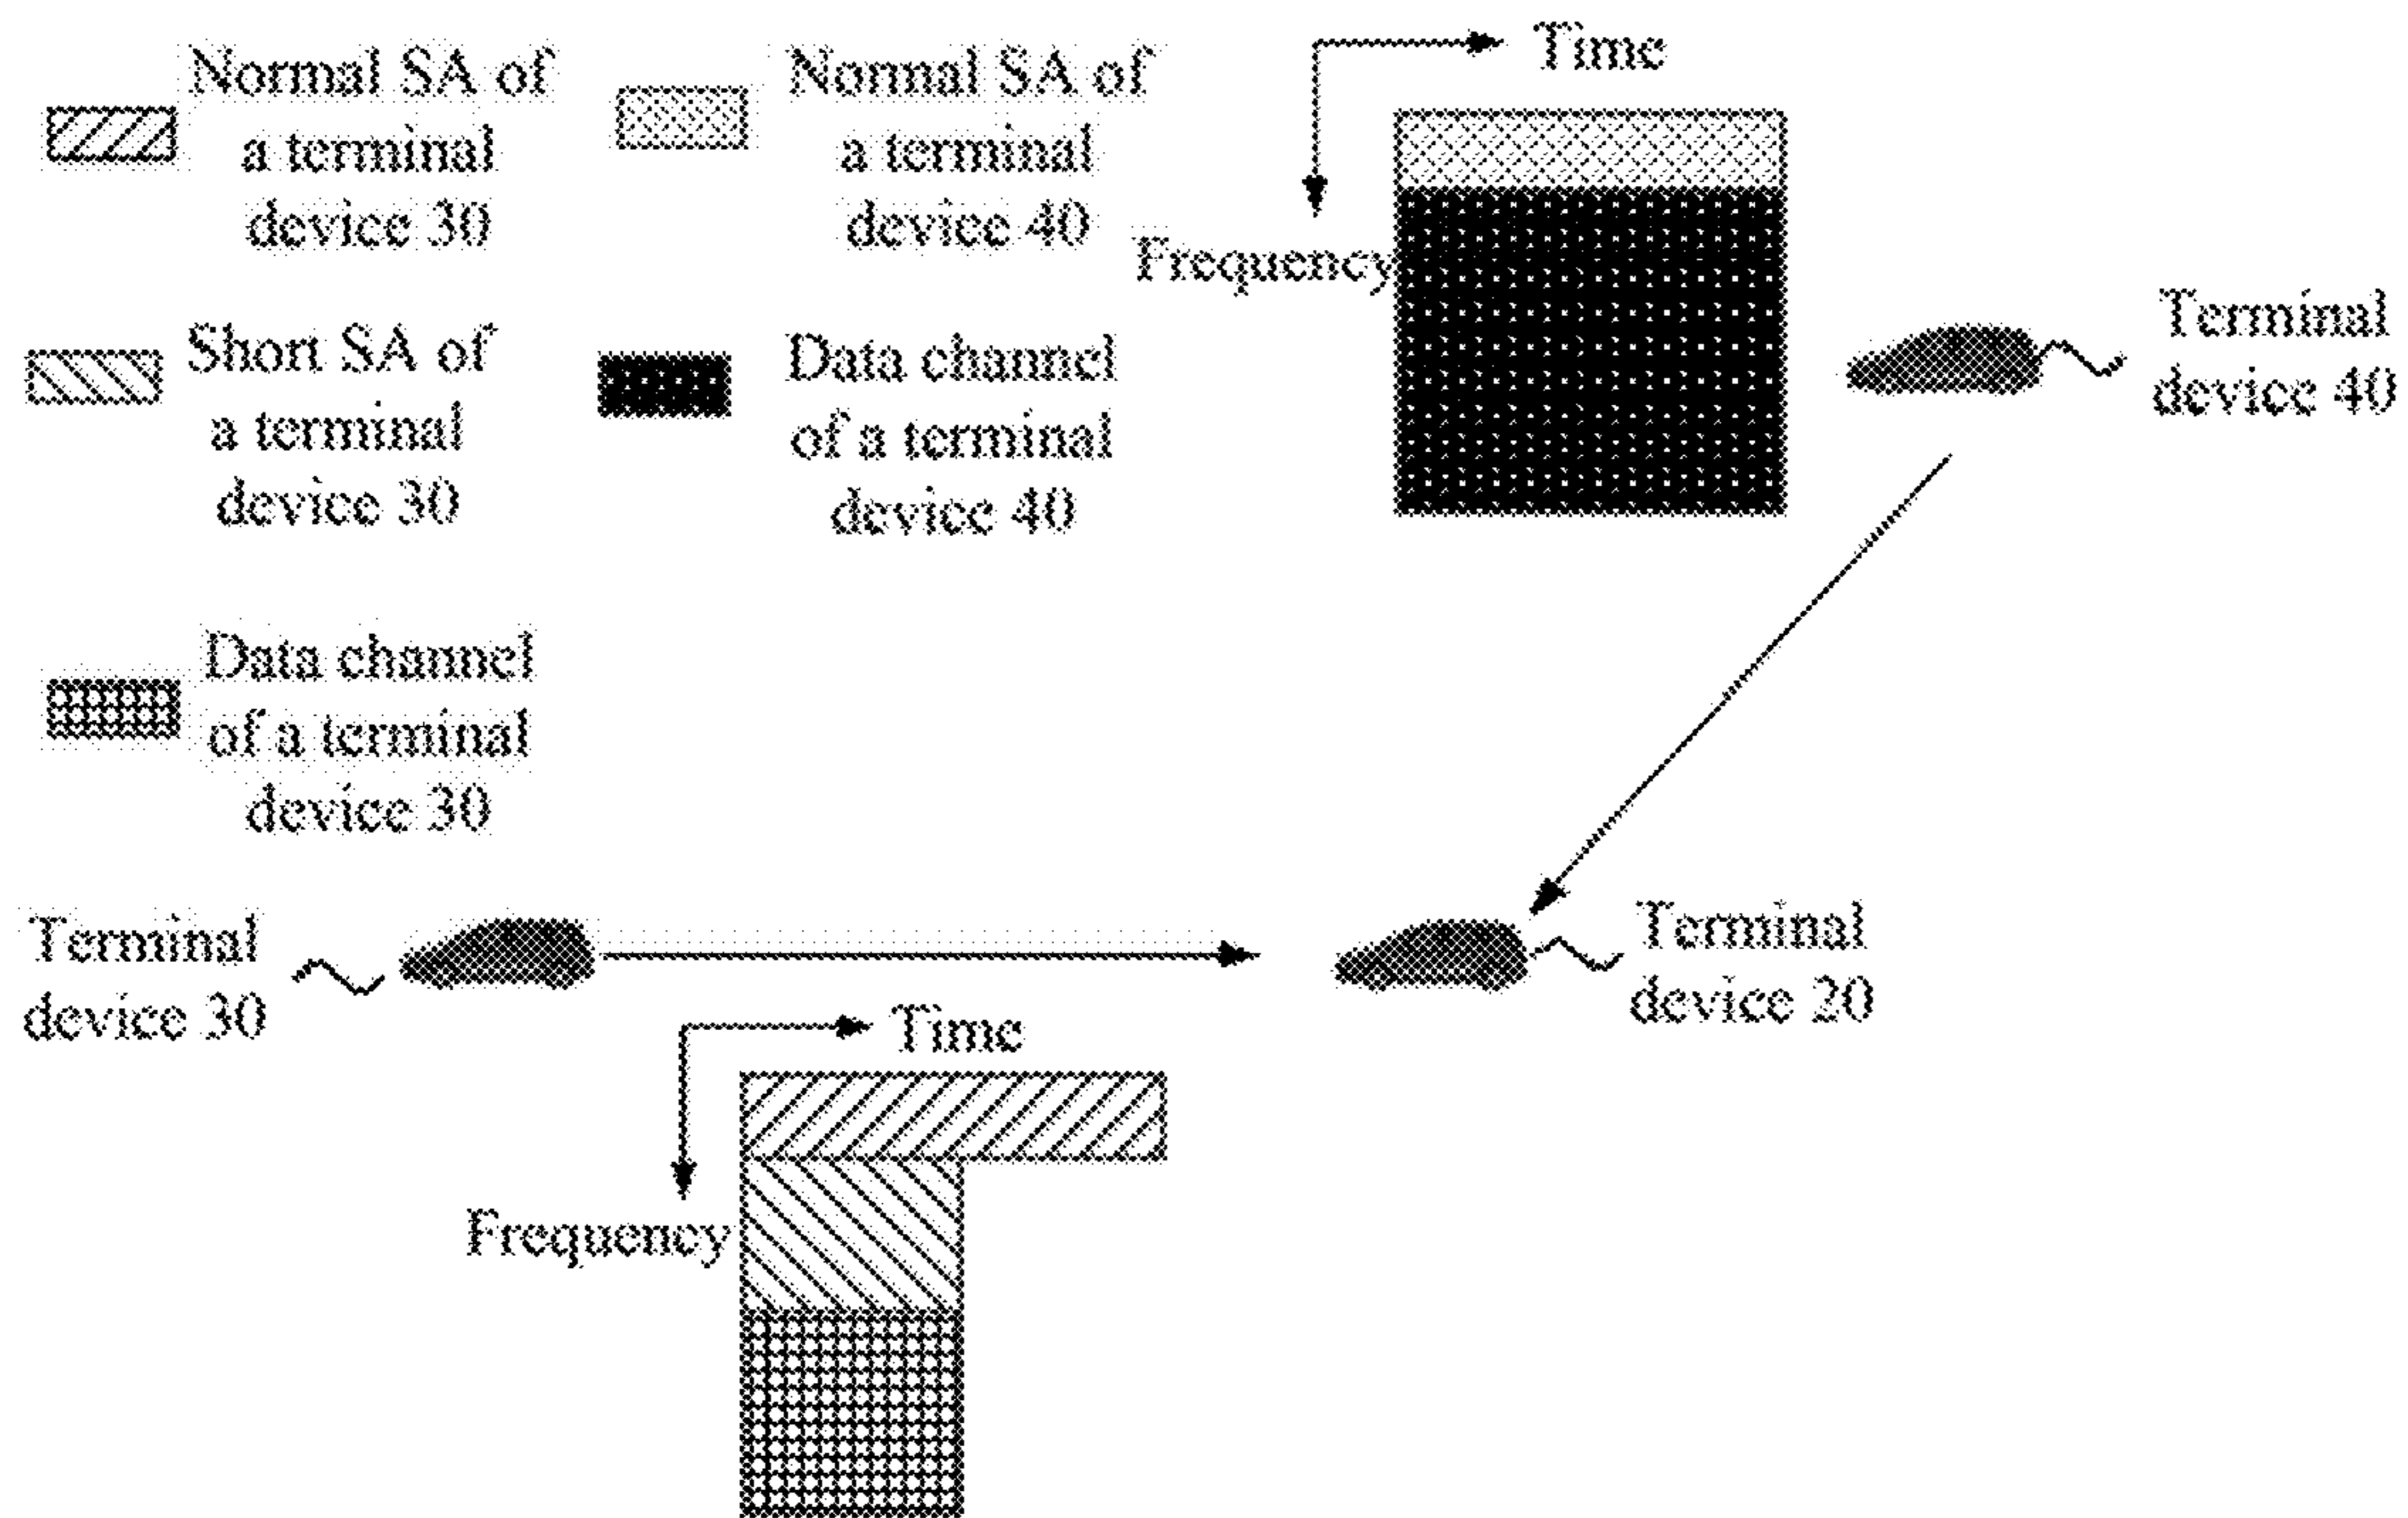 Normal SA of
a terminal
device 30
Normal SA of
a terminal
device 40
Short SA of
a terminal
device 30
Data channel
of a terminal
device 40
Data channel
of a terminal
device 30
Time
Frequency
Terminal
device 40
Terminal
device 30
Terminal
device 20
Time
Frequency